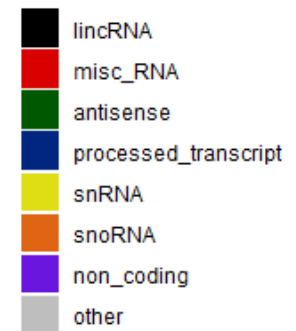 lincRNA
misc_RNA
antisense
processed_transcript
snRNA
snoRNA
non_coding
other